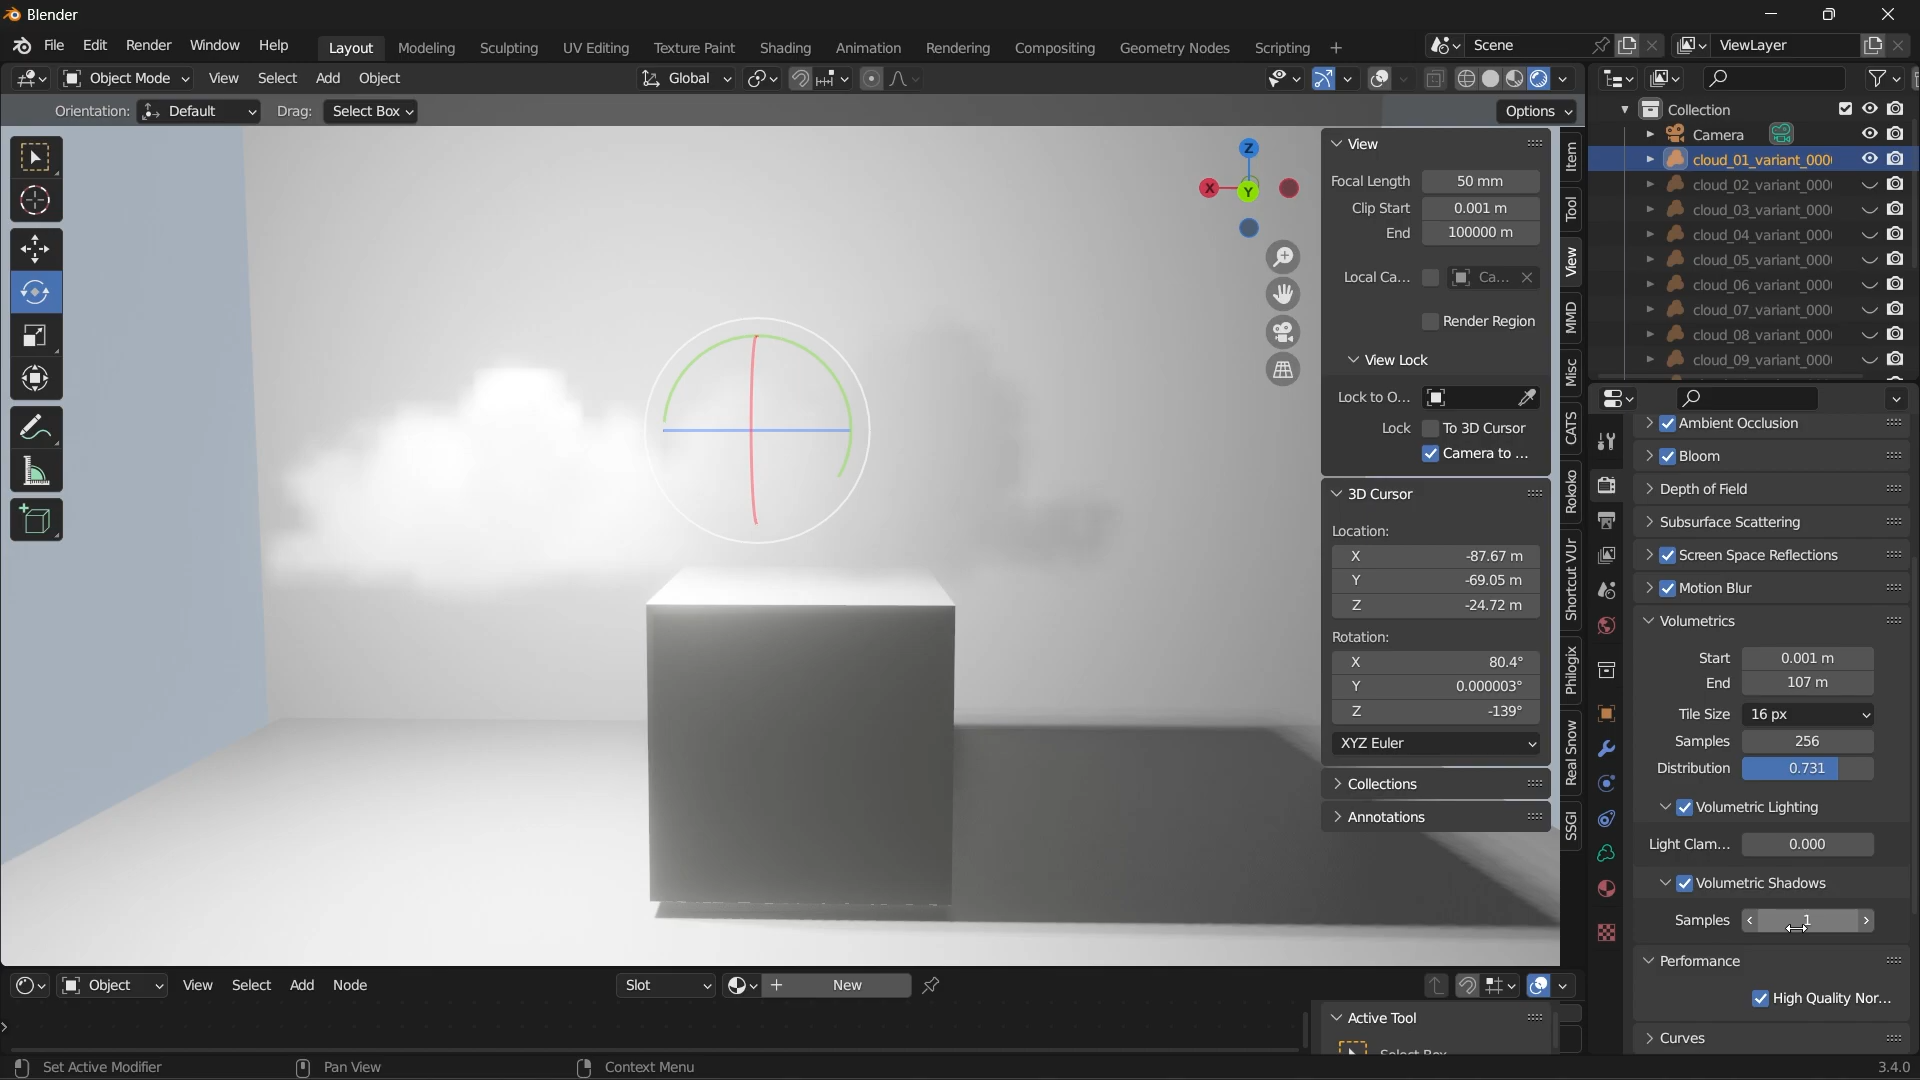 Blender
File Edit Render Window Help Layout Modeling Sculpting UV Editing Texture Paint Shading Animation Rendering Compositing Geometry Nodes Scripting + Scene ViewLayer
Object Mode View Select Add Object Global
Orientation: Default Drag: Select Box Options
Z
X
Y
View
Focal Length 50 mm
Clip Start 0.001 m
End 100000 m
Local Ca... Ca...
Render Region
View Lock
Lock to O...
Lock To 3D Cursor
Camera to ...
3D Cursor
Location:
X -87.67 m
Y -69.05 m
Z -24.72 m
Rotation:
X 80.4°
Y 0.000003°
Z -139°
XYZ Euler
Collections
Annotations
Item
Tool
View
MMD
Misc
CATS
Rokoko
Shortcut VUr
Philogix
Real Snow
SSGI
Collection
Camera
cloud_01_variant_000
cloud_02_variant_000
cloud_03_variant_000
cloud_04_variant_000
cloud_05_variant_000
cloud_06_variant_000
cloud_07_variant_000
cloud_08_variant_000
cloud_09_variant_000
Ambient Occlusion
Bloom
Depth of Field
Subsurface Scattering
Screen Space Reflections
Motion Blur
Volumetrics
Start 0.001 m
End 107 m
Tile Size 16 px
Samples 256
Distribution 0.731
Volumetric Lighting
Light Clam... 0.000
Volumetric Shadows
Samples 1
Performance
High Quality Nor...
Curves
Object View Select Add Node Slot New
Active Tool
Select Box
Set Active Modifier Pan View Context Menu 3.4.0